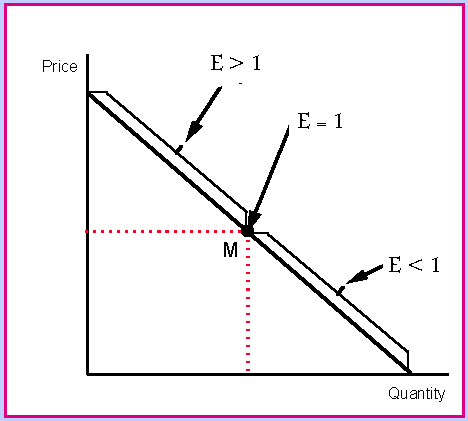 E > 1
Price
E = 1
M
E < 1
Quantity